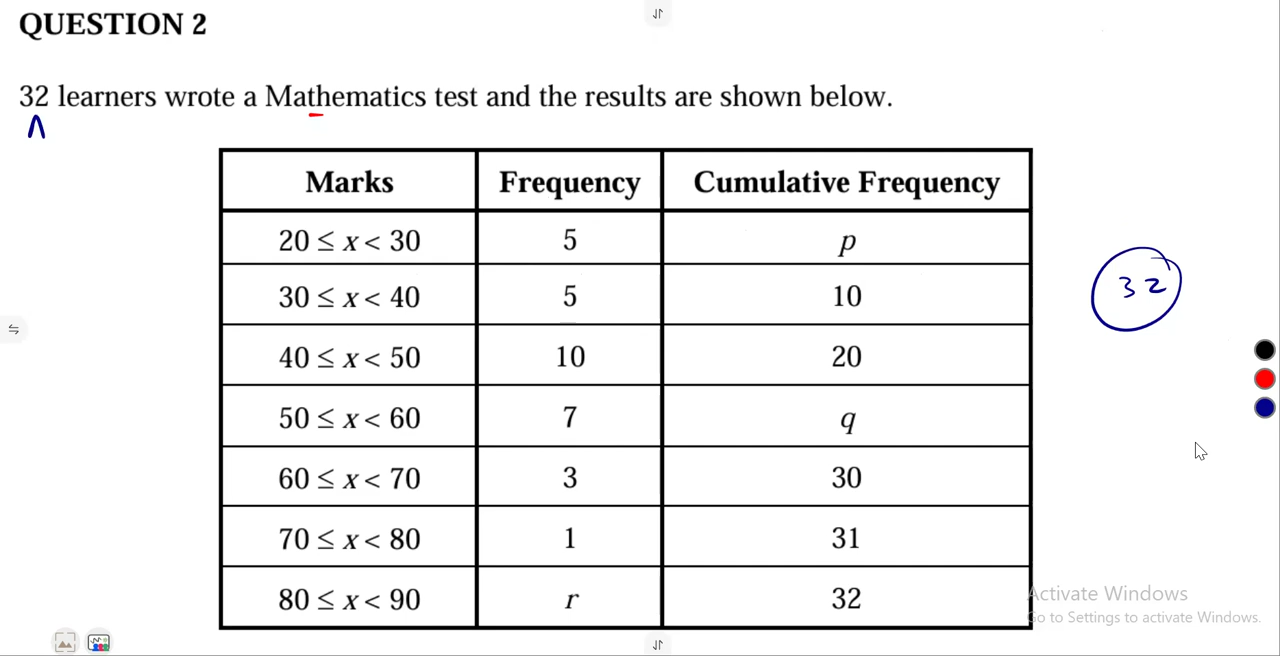 QUESTION 2
32 learners wrote a Mathematics test and the results are shown below.
Marks Frequency Cumulative Frequency
20 ≤ x < 30 5 p
30 ≤ x < 40 5 10
32
40 ≤ x < 50 10 20
50 ≤ x < 60 7 q
60 ≤ x < 70 3 30
70 ≤ x < 80 1 31
80 ≤ x < 90 r 32
Activate Windows
Go to Settings to activate Windows.